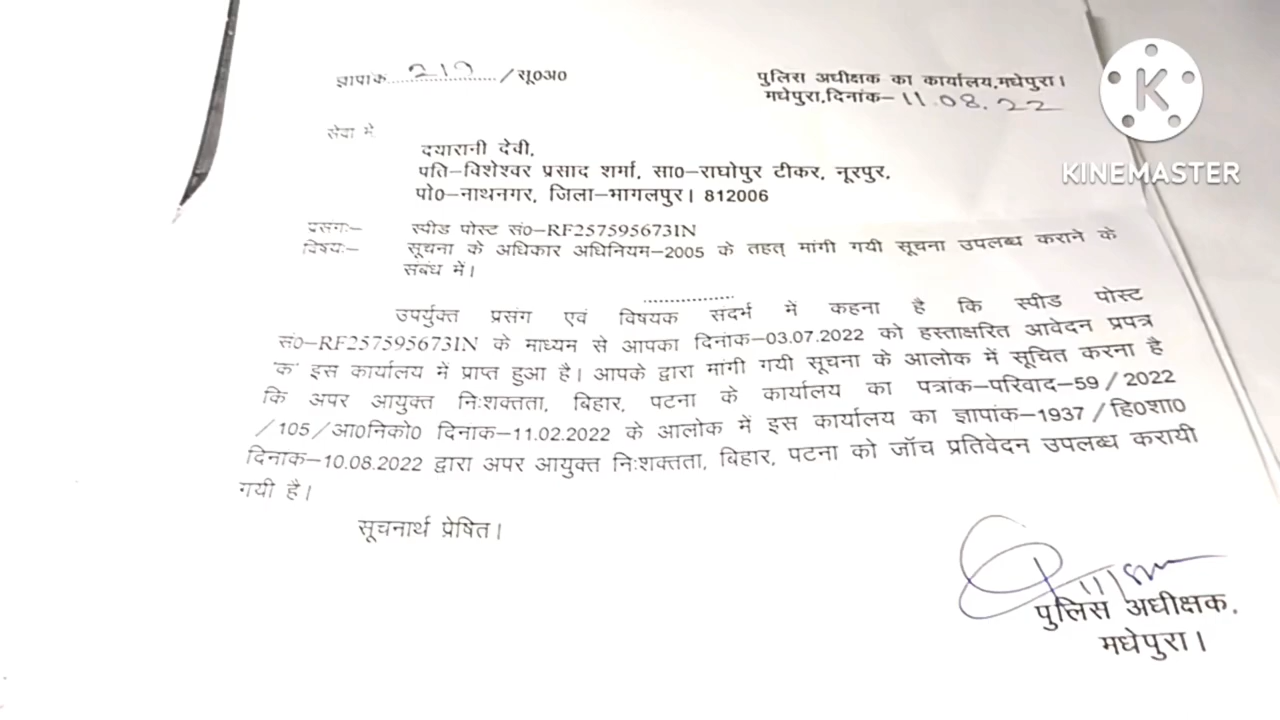 ज्ञापांक......219....../सू0अ0
पुलिस अधीक्षक का कार्यालय,मधेपुरा।
मधेपुरा,दिनांक–11.08.22
सेवा में
दयारानी देवी,
पति–विशेश्वर प्रसाद शर्मा, सा0–राघोपुर टीकर, नूरपुर,
पो0–नाथनगर, जिला–भागलपुर। 812006
प्रसंगः–
स्पीड पोस्ट सं0–RF257595673IN
विषयः–
सूचना के अधिकार अधिनियम–2005 के तहत् मांगी गयी सूचना उपलब्ध कराने के
संबंध में।
उपर्युक्त प्रसंग एवं विषयक संदर्भ में कहना है कि स्पीड पोस्ट
सं0–RF257595673IN के माध्यम से आपका दिनांक–03.07.2022 को हस्ताक्षरित आवेदन प्रपत्र
'क' इस कार्यालय में प्राप्त हुआ है। आपके द्वारा मांगी गयी सूचना के आलोक में सूचित करना है
कि अपर आयुक्त निःशक्तता, बिहार, पटना के कार्यालय का पत्रांक–परिवाद–59/2022
/105/आ0नि0को0 दिनांक–11.02.2022 के आलोक में इस कार्यालय का ज्ञापांक–1937/हि0शा0
दिनांक–10.08.2022 द्वारा अपर आयुक्त निःशक्तता, बिहार, पटना को जॉच प्रतिवेदन उपलब्ध करायी
गयी है।
सूचनार्थ प्रेषित।
पुलिस अधीक्षक,
मधेपुरा।
K
KINEMASTER